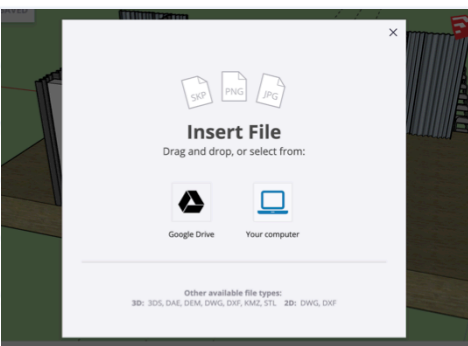 SKP PNG JPG
Insert File
Drag and drop, or select from:
Google Drive Your computer
Other available file types:
3D: 3DS, DAE, DEM, DWG, DXF, KMZ, STL 2D: DWG, DXF